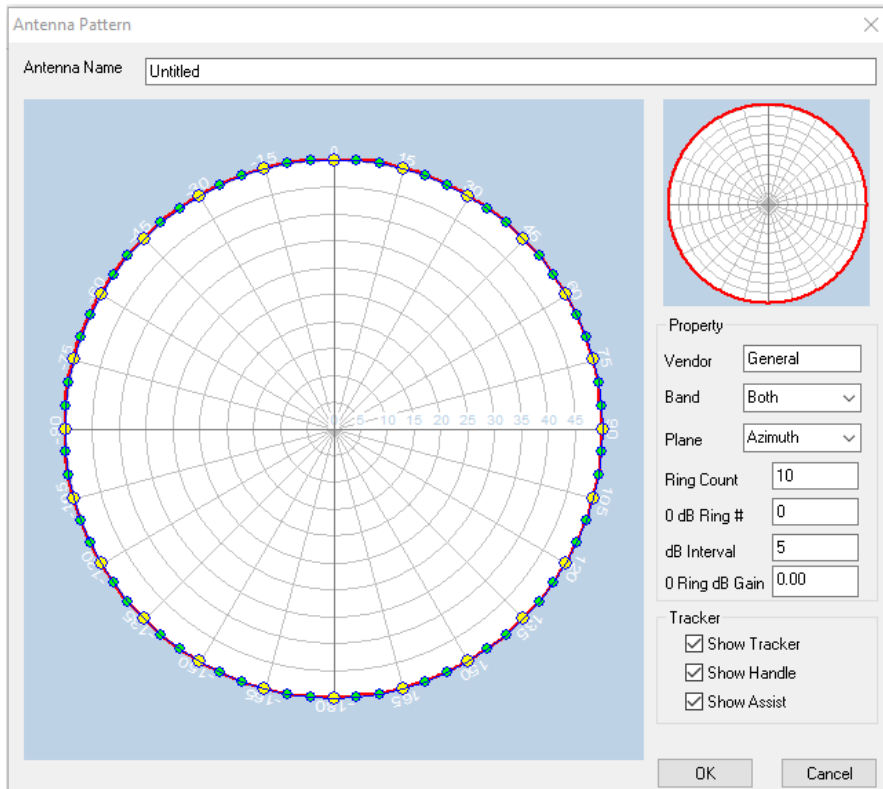 Antenna Pattern
Antenna Name
Untitled
0
15
30
45
60
75
90
105
120
135
150
165
-180
-165
-150
-135
-120
-105
-90
-75
-60
-45
-30
-15
5 10 15 20 25 30 35 40 45
Property
Vendor General
Band Both
Plane Azimuth
Ring Count 10
0 dB Ring # 0
dB Interval 5
0 Ring dB Gain 0.00
Tracker
Show Tracker
Show Handle
Show Assist
OK Cancel